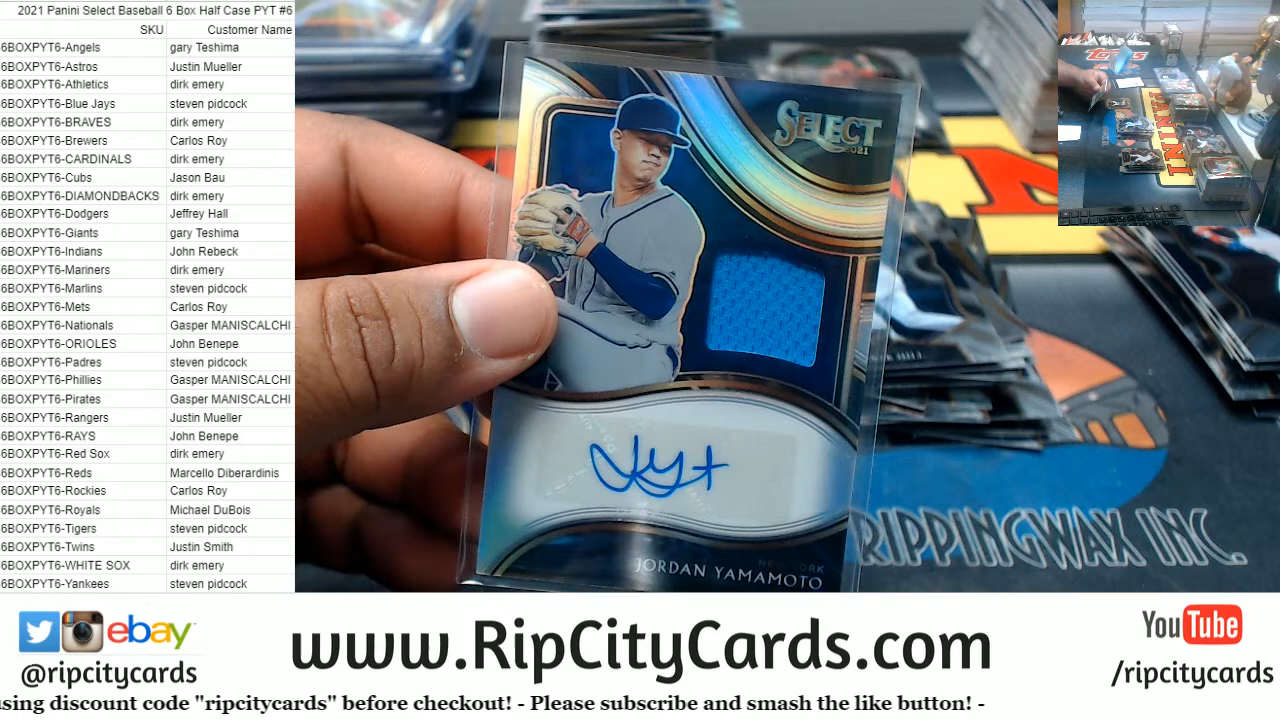 2021 Panini Select Baseball 6 Box Half Case PYT #6
SKU Customer Name
6BOXPYT6-Angels gary Teshima
6BOXPYT6-Astros Justin Mueller
6BOXPYT6-Athletics dirk emery
6BOXPYT6-Blue Jays steven pidcock
6BOXPYT6-BRAVES dirk emery
6BOXPYT6-Brewers Carlos Roy
6BOXPYT6-CARDINALS dirk emery
6BOXPYT6-Cubs Jason Bau
6BOXPYT6-DIAMONDBACKS dirk emery
6BOXPYT6-Dodgers Jeffrey Hall
6BOXPYT6-Giants gary Teshima
6BOXPYT6-Indians John Rebeck
6BOXPYT6-Mariners dirk emery
6BOXPYT6-Marlins steven pidcock
6BOXPYT6-Mets Carlos Roy
6BOXPYT6-Nationals Gasper MANISCALCHI
6BOXPYT6-ORIOLES John Benepe
6BOXPYT6-Padres steven pidcock
6BOXPYT6-Phillies Gasper MANISCALCHI
6BOXPYT6-Pirates Gasper MANISCALCHI
6BOXPYT6-Rangers Justin Mueller
6BOXPYT6-RAYS John Benepe
6BOXPYT6-Red Sox dirk emery
6BOXPYT6-Reds Marcello Diberardinis
6BOXPYT6-Rockies Carlos Roy
6BOXPYT6-Royals Michael DuBois
6BOXPYT6-Tigers steven pidcock
6BOXPYT6-Twins Justin Smith
6BOXPYT6-WHITE SOX dirk emery
6BOXPYT6-Yankees steven pidcock
SELECT
2021
JORDAN YAMAMOTO
Topps
PANINI
RIPPINGWAX INC.
ebay
@ripcitycards
www.RipCityCards.com
YouTube
/ripcitycards
using discount code "ripcitycards" before checkout! - Please subscribe and smash the like button! -